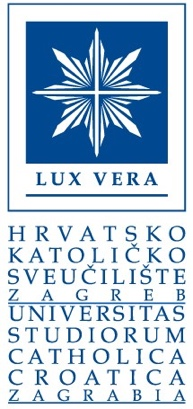 LUX VERA
HRVATSKO
KATOLIČKO
SVEUČILIŠTE
ZAGREB
UNIVERSITAS
STUDIORUM
CATHOLICA
CROATICA
ZAGRABIA